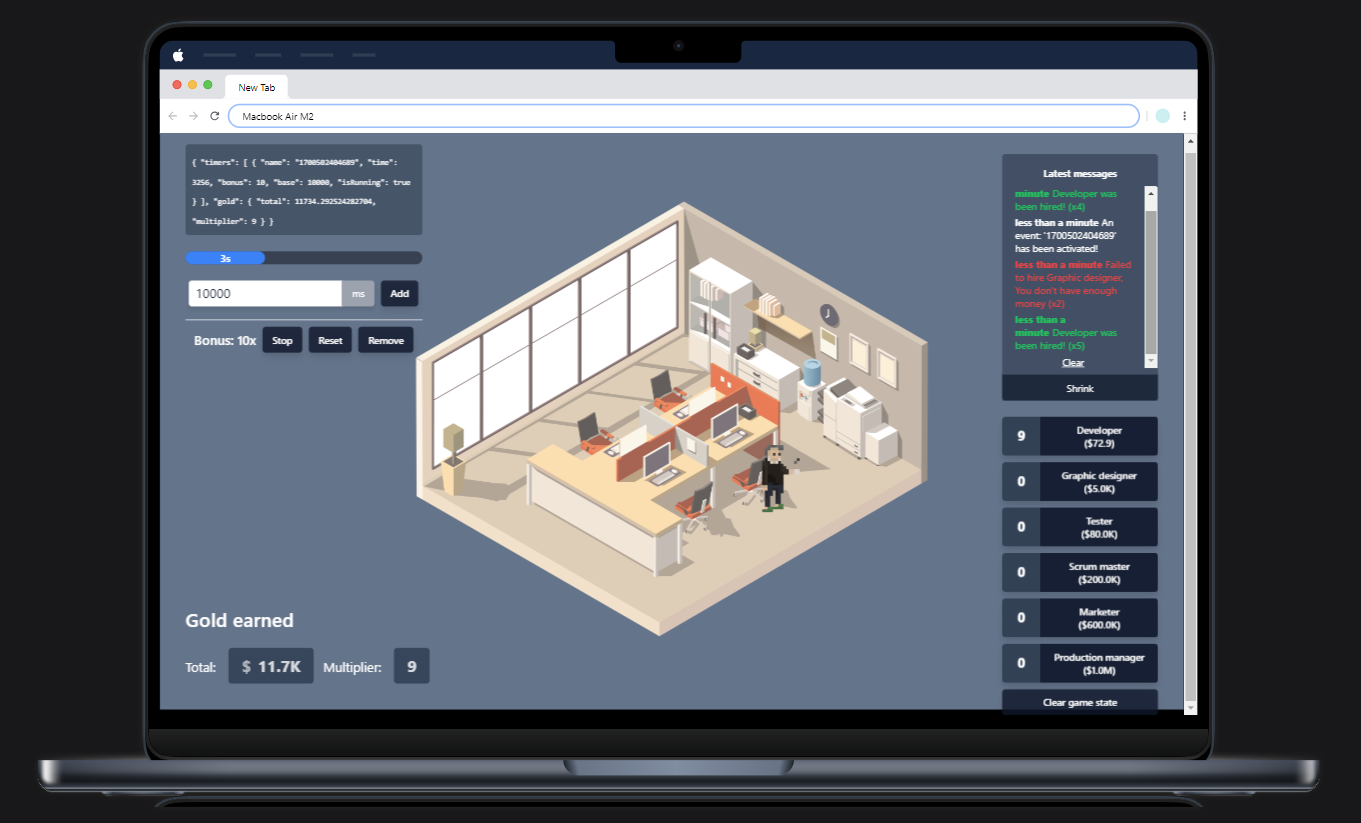 New Tab
Macbook Air M2
{ "timers": [ { "name": "1700502404689", "time":
3256, "bonus": 10, "base": 10000, "isRunning": true
} ], "gold": { "total": 11734.292524282704,
"multiplier": 9 } }
3s
10000 ms Add
Bonus: 10x Stop Reset Remove
Gold earned
Total: $ 11.7K Multiplier: 9
Latest messages
minute Developer was
been hired! (x4)
less than a minute An
event: '1700502404689'
has been activated!
less than a minute Failed
to hire Graphic designer,
You don't have enough
money (x2)
less than a
minute Developer was
been hired! (x5)
Clear
Shrink
9 Developer
($72.9)
0 Graphic designer
($5.0K)
0 Tester
($80.0K)
0 Scrum master
($200.0K)
0 Marketer
($600.0K)
0 Production manager
($1.0M)
Clear game state